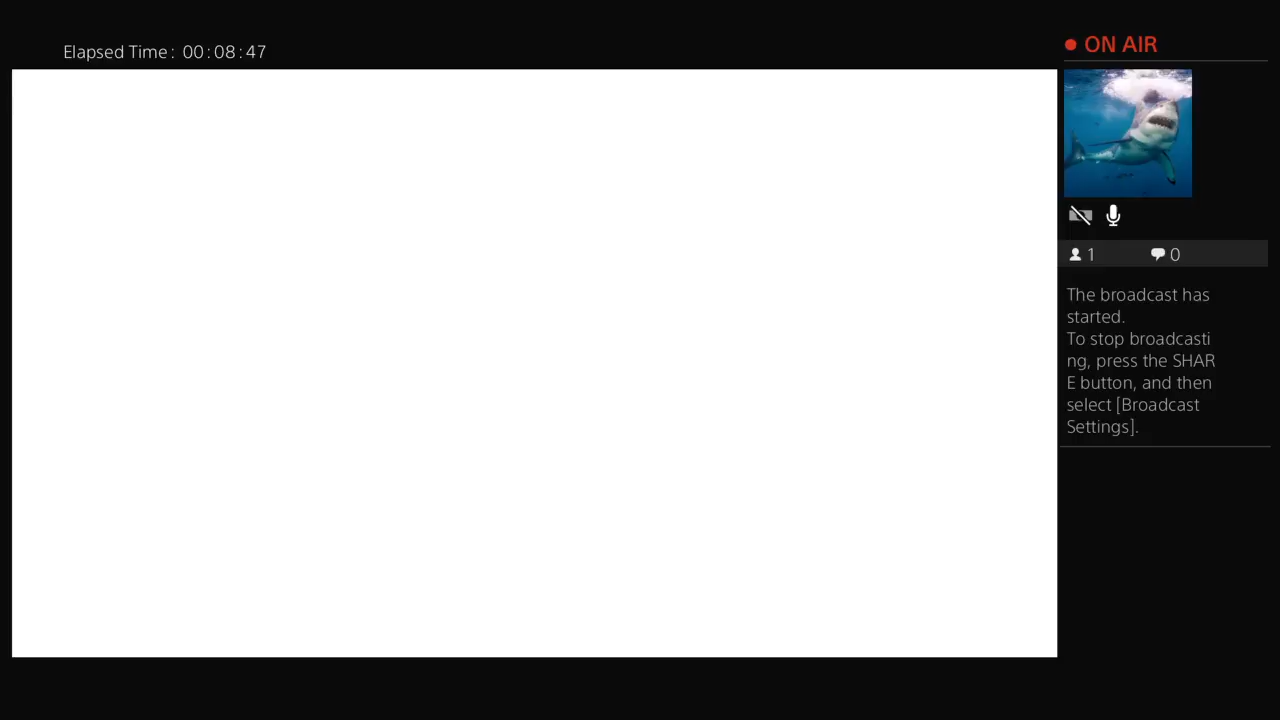 Elapsed Time: 00:08:47
ON AIR
1 0
The broadcast has
started.
To stop broadcasti
ng, press the SHAR
E button, and then
select [Broadcast
Settings].